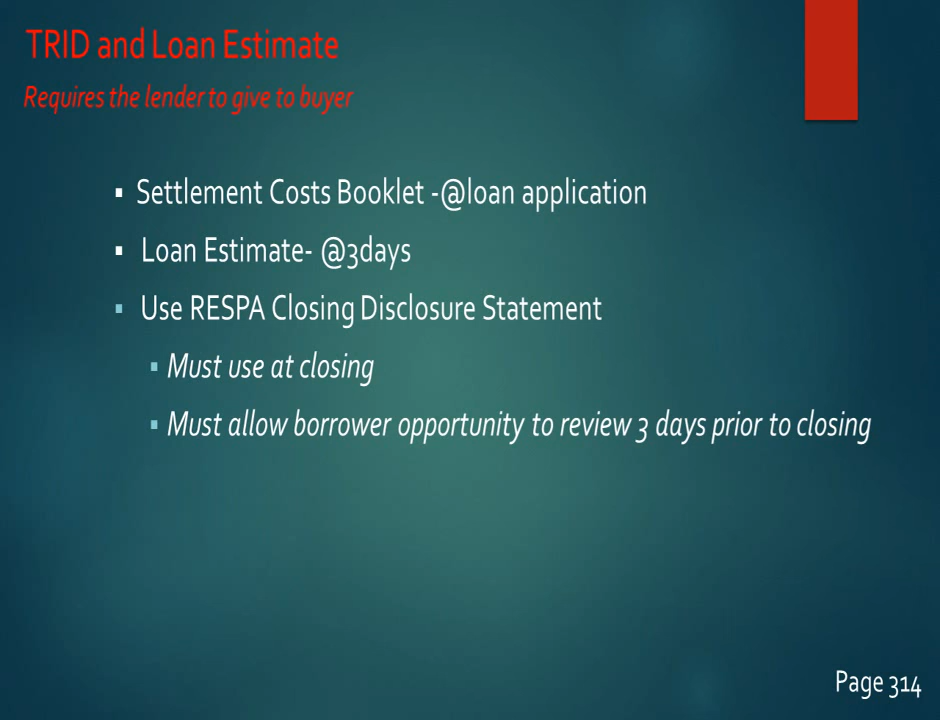 TRID and Loan Estimate
Requires the lender to give to buyer
▪ Settlement Costs Booklet -@loan application
▪ Loan Estimate- @3days
▪ Use RESPA Closing Disclosure Statement
▪ Must use at closing
▪ Must allow borrower opportunity to review 3 days prior to closing
Page 314